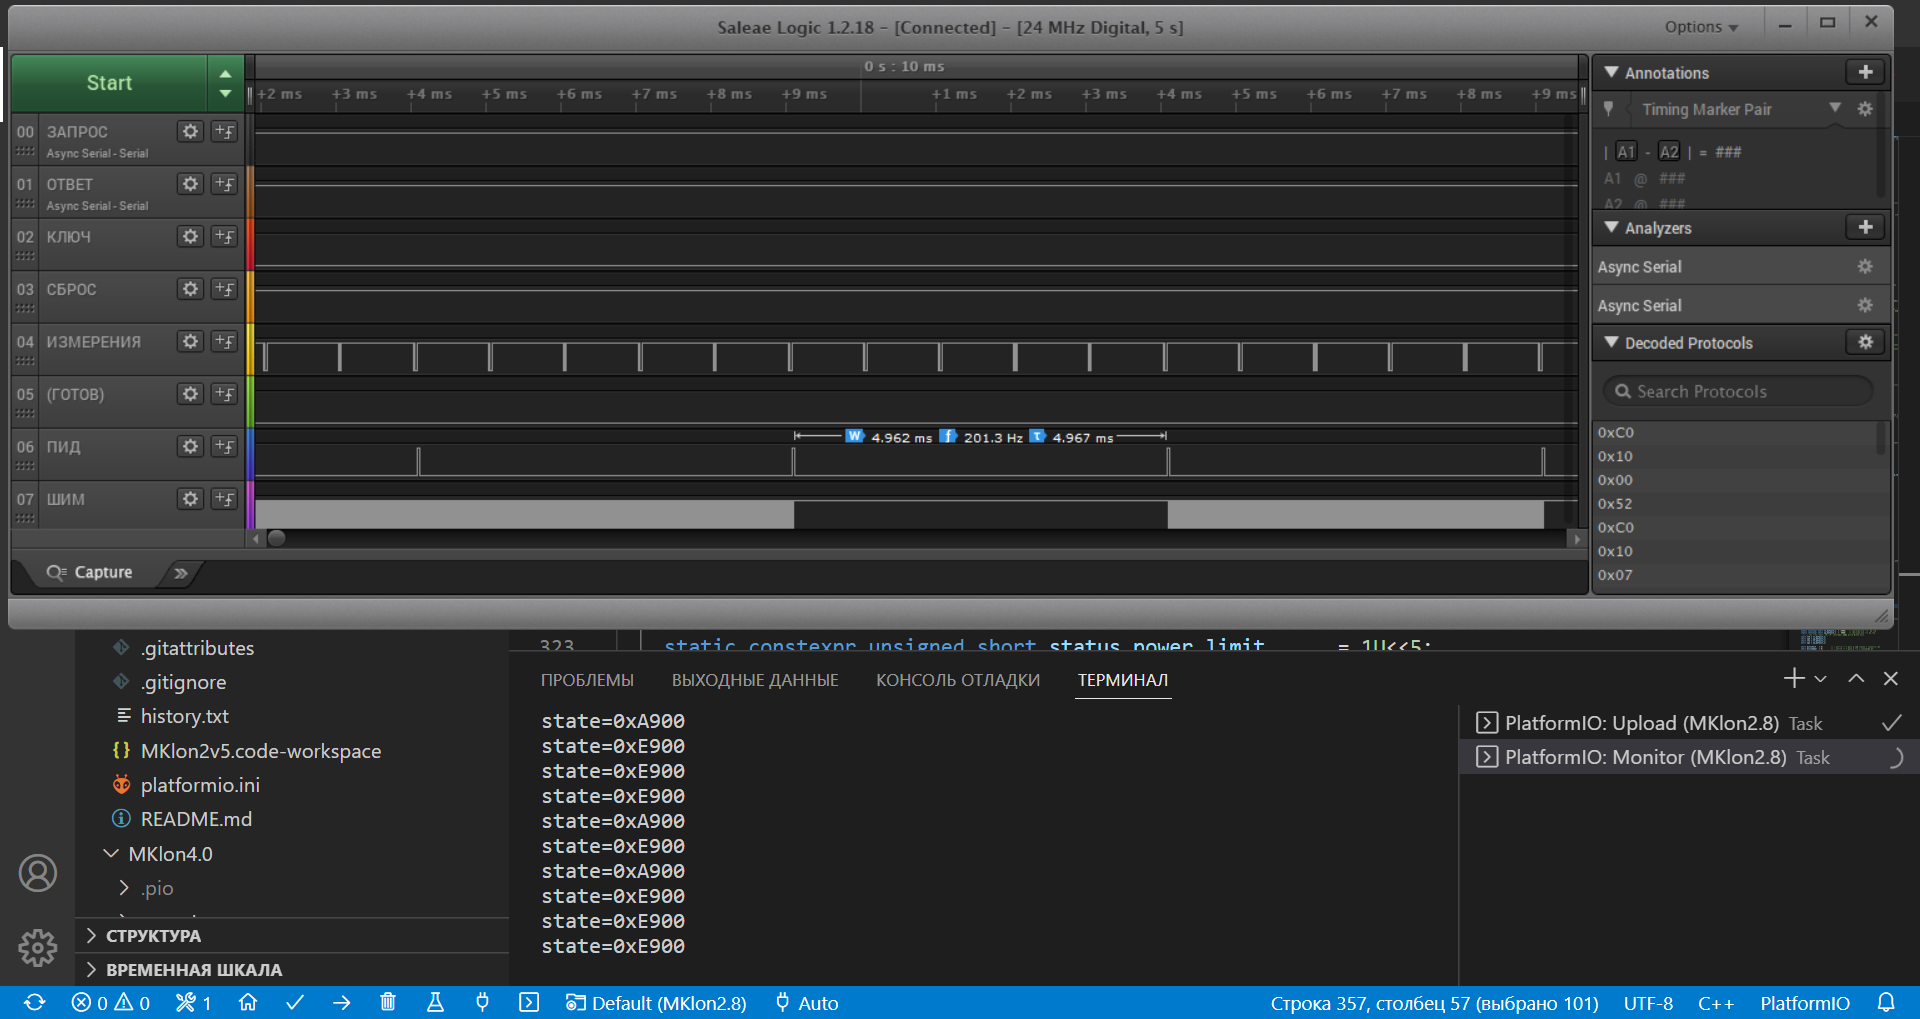 Saleae Logic 1.2.18 - [Connected] - [24 MHz Digital, 5 s]
Options
Start
0 s : 10 ms
+2 ms +3 ms +4 ms +5 ms +6 ms +7 ms +8 ms +9 ms +1 ms +2 ms +3 ms +4 ms +5 ms +6 ms +7 ms +8 ms +9 ms
00 ЗАПРОС
Async Serial - Serial
01 ОТВЕТ
Async Serial - Serial
02 КЛЮЧ
03 СБРОС
04 ИЗМЕРЕНИЯ
05 (ГОТОВ)
06 ПИД
W 4.962 ms f 201.3 Hz T 4.967 ms
07 ШИМ
Capture
Annotations
Timing Marker Pair
| A1 - A2 | = ###
A1 @ ###
A2 @ ###
Analyzers
Async Serial
Async Serial
Decoded Protocols
Search Protocols
0xC0
0x10
0x00
0x52
0xC0
0x10
0x07
.gitattributes
.gitignore
history.txt
MKlon2v5.code-workspace
platformio.ini
README.md
MKlon4.0
.pio
СТРУКТУРА
ВРЕМЕННАЯ ШКАЛА
323 static constexpr unsigned short status_power_limit = 1U<<5;
ПРОБЛЕМЫ ВЫХОДНЫЕ ДАННЫЕ КОНСОЛЬ ОТЛАДКИ ТЕРМИНАЛ
state=0xA900
state=0xE900
state=0xE900
state=0xE900
state=0xA900
state=0xE900
state=0xA900
state=0xE900
state=0xE900
state=0xE900
PlatformIO: Upload (MKlon2.8) Task
PlatformIO: Monitor (MKlon2.8) Task
0 0 1 Default (MKlon2.8) Auto Строка 357, столбец 57 (выбрано 101) UTF-8 C++ PlatformIO